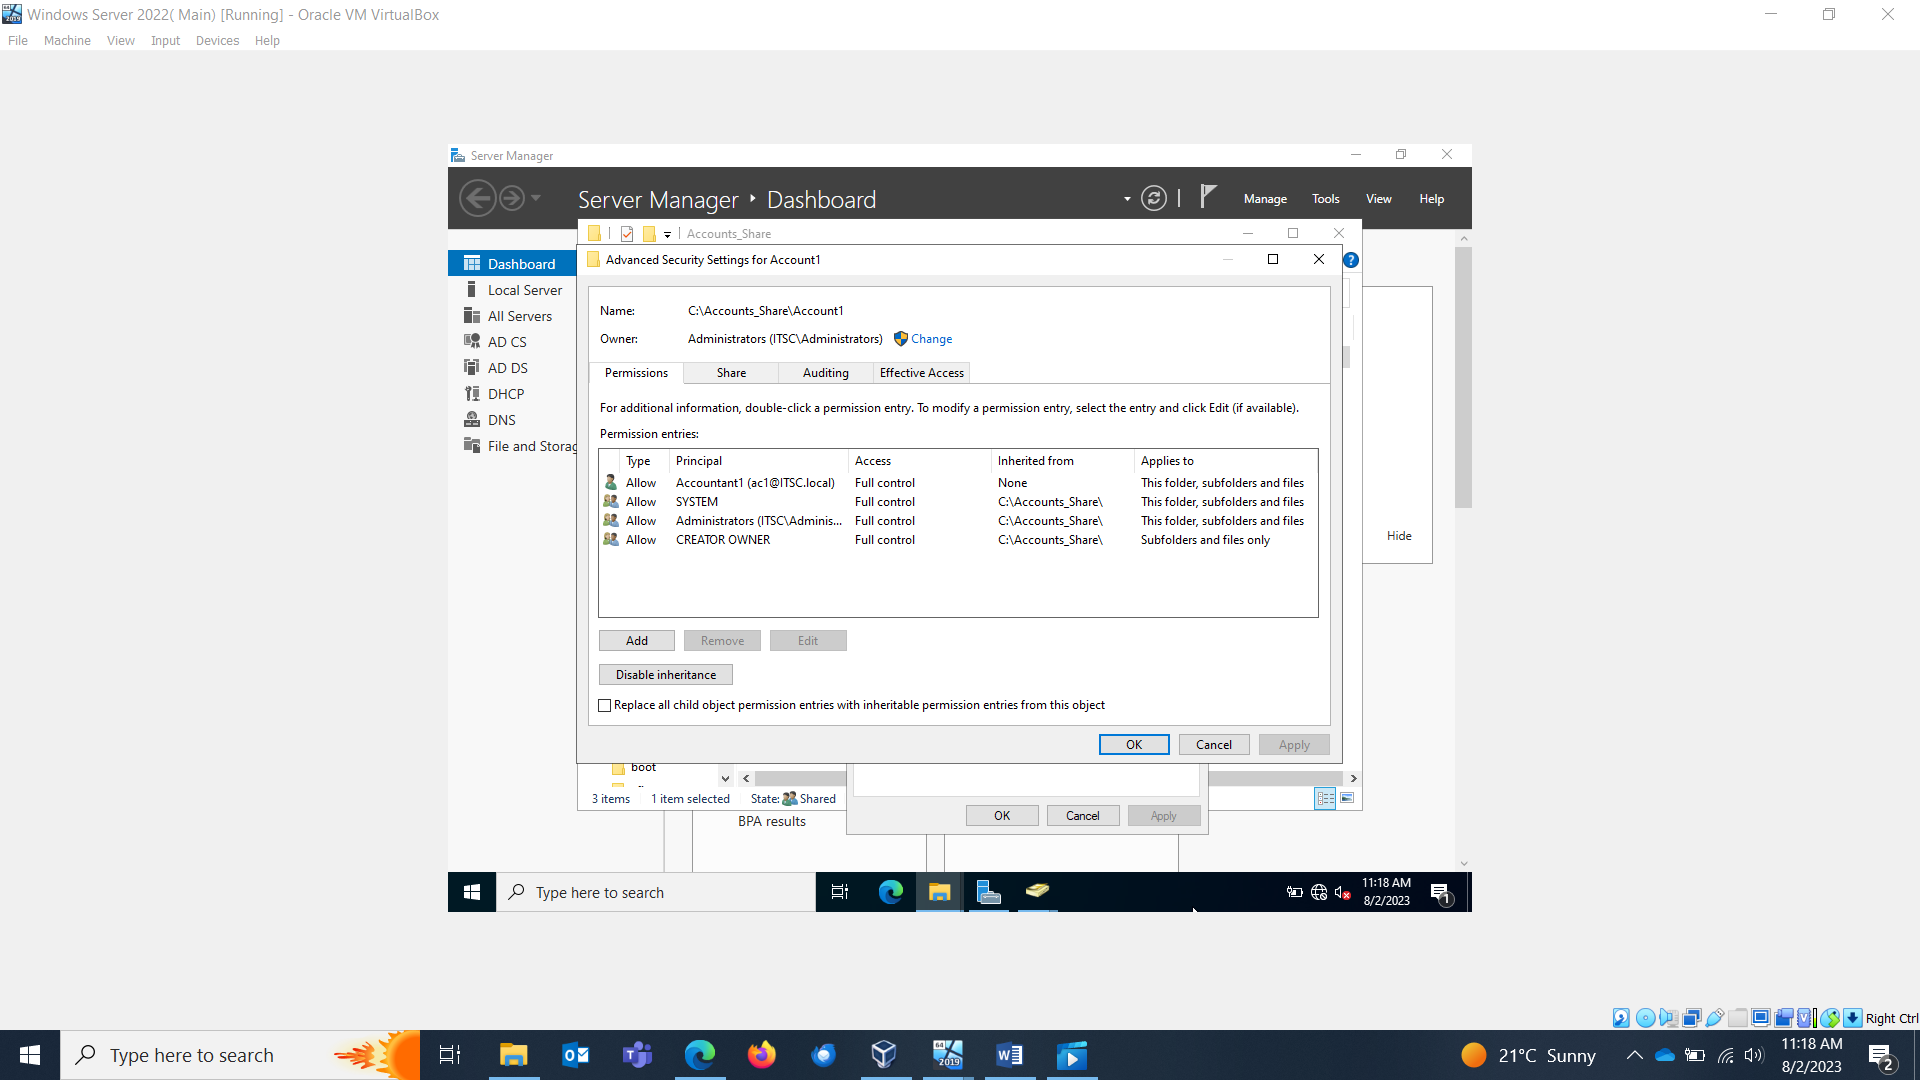 Windows Server 2022( Main) [Running] - Oracle VM VirtualBox
File Machine View Input Devices Help
Server Manager
Server Manager Dashboard
Manage Tools View Help
Accounts_Share
Advanced Security Settings for Account1
Dashboard
Local Server
All Servers
AD CS
AD DS
DHCP
DNS
File and Storag
Name: C:\Accounts_Share\Account1
Owner: Administrators (ITSC\Administrators) Change
Permissions Share Auditing Effective Access
For additional information, double-click a permission entry. To modify a permission entry, select the entry and click Edit (if available).
Permission entries:
Type Principal Access Inherited from Applies to
Allow Accountant1 (ac1@ITSC.local) Full control None This folder, subfolders and files
Allow SYSTEM Full control C:\Accounts_Share\ This folder, subfolders and files
Allow Administrators (ITSC\Adminis... Full control C:\Accounts_Share\ This folder, subfolders and files
Allow CREATOR OWNER Full control C:\Accounts_Share\ Subfolders and files only
Hide
Add Remove Edit
Disable inheritance
Replace all child object permission entries with inheritable permission entries from this object
OK Cancel Apply
boot
3 items 1 item selected State: Shared
OK Cancel Apply
BPA results
Type here to search
11:18 AM
8/2/2023
1
Right Ctrl
Type here to search
21°C Sunny
11:18 AM
8/2/2023
2